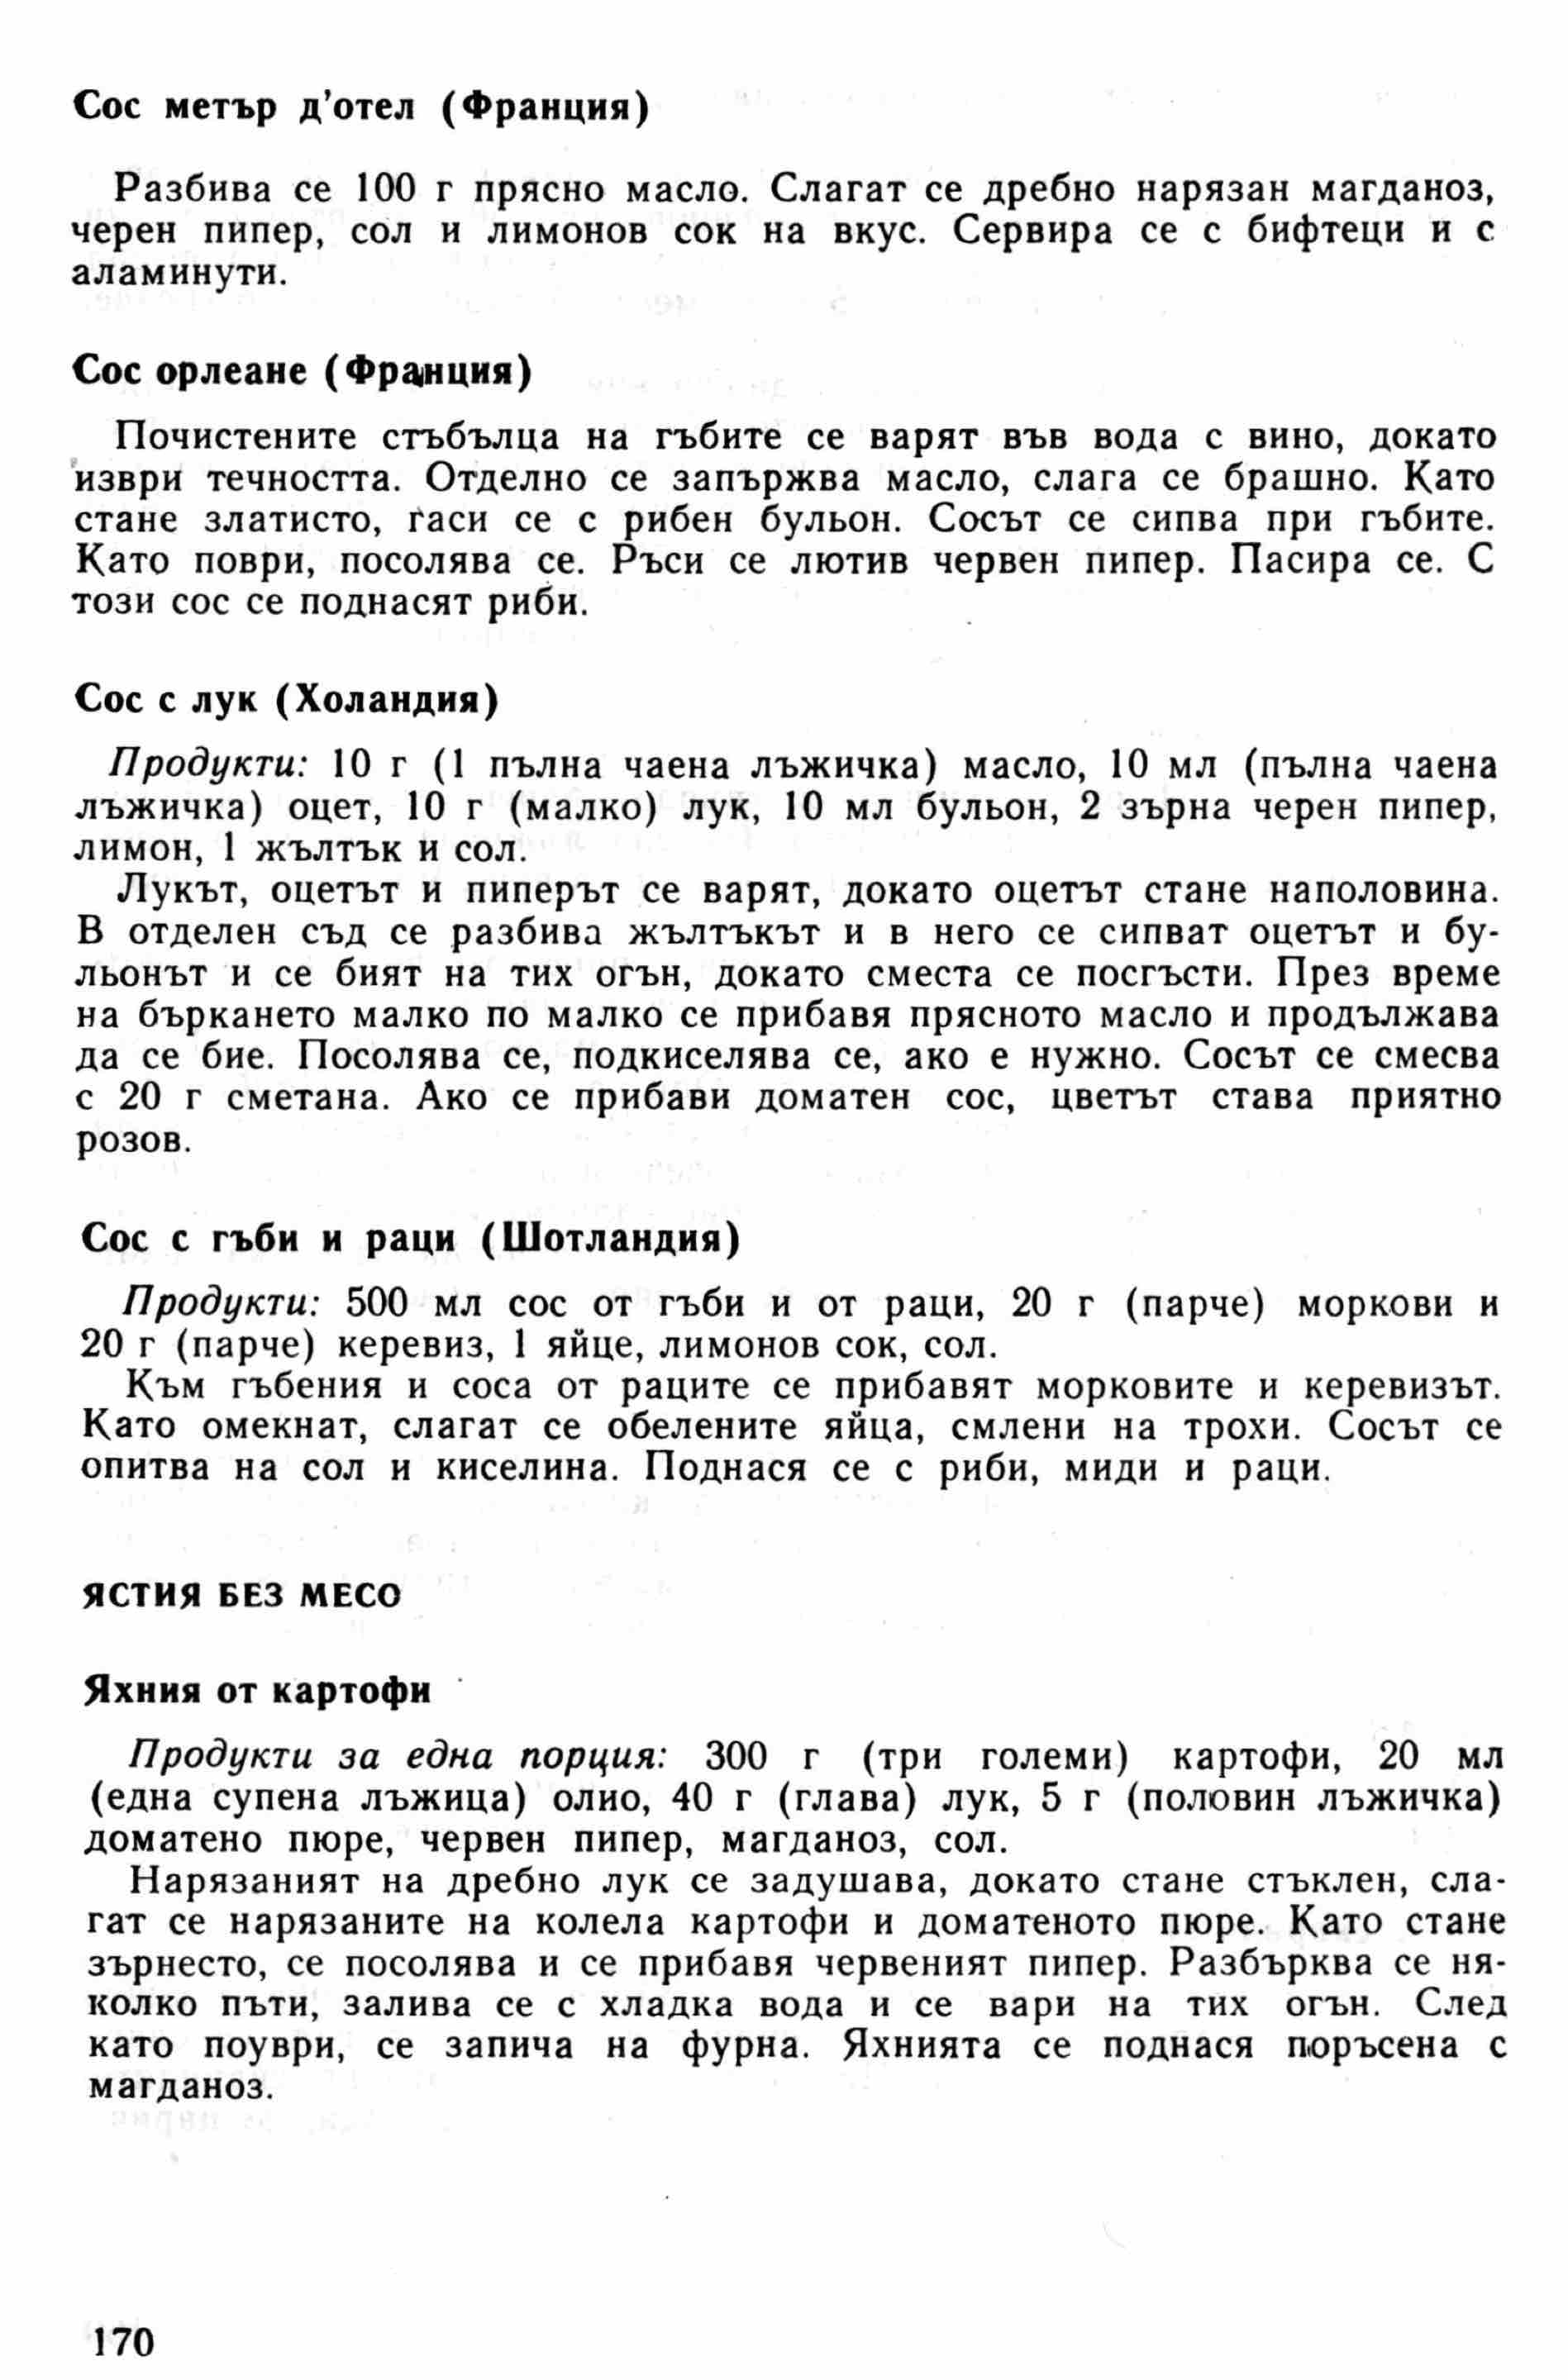 Сос метър д'отел (Франция)
Разбива се 100 г прясно масло. Слагат се дребно нарязан магданоз,
черен пипер, сол и лимонов сок на вкус. Сервира се с бифтеци и с
аламинути.
Сос орлеане (Франция)
Почистените стъбълца на гъбите се варят във вода с вино, докато
изври течността. Отделно се запържва масло, слага се брашно. Като
стане златисто, гаси се с рибен бульон. Сосът се сипва при гъбите.
Като поври, посолява се. Ръси се лютив червен пипер. Пасира се. С
този сос се поднасят риби.
Сос с лук (Холандия)
Продукти: 10 г (1 пълна чаена лъжичка) масло, 10 мл (пълна чаена
лъжичка) оцет, 10 г (малко) лук, 10 мл бульон, 2 зърна черен пипер,
лимон, 1 жълтък и сол.
Лукът, оцетът и пиперът се варят, докато оцетът стане наполовина.
В отделен съд се разбива жълтъкът и в него се сипват оцетът и бу-
льонът и се бият на тих огън, докато сместа се посгъсти. През време
на бъркането малко по малко се прибавя прясното масло и продължава
да се бие. Посолява се, подкиселява се, ако е нужно. Сосът се смесва
с 20 г сметана. Ако се прибави доматен сос, цветът става приятно
розов.
Сос с гъби и раци (Шотландия)
Продукти: 500 мл сос от гъби и от раци, 20 г (парче) моркови и
20 г (парче) керевиз, 1 яйце, лимонов сок, сол.
Към гъбения и соса от раците се прибавят морковите и керевизът.
Като омекнат, слагат се обелените яйца, смлени на трохи. Сосът се
опитва на сол и киселина. Поднася се с риби, миди и раци.
ЯСТИЯ БЕЗ МЕСО
Яхния от картофи
Продукти за една порция: 300 г (три големи) картофи, 20 мл
(една супена лъжица) олио, 40 г (глава) лук, 5 г (половин лъжичка)
доматено пюре, червен пипер, магданоз, сол.
Нарязаният на дребно лук се задушава, докато стане стъклен, сла-
гат се нарязаните на колела картофи и доматеното пюре. Като стане
зърнесто, се посолява и се прибавя червеният пипер. Разбърква се ня-
колко пъти, залива се с хладка вода и се вари на тих огън. След
като поуври, се запича на фурна. Яхнията се поднася поръсена с
магданоз.
170